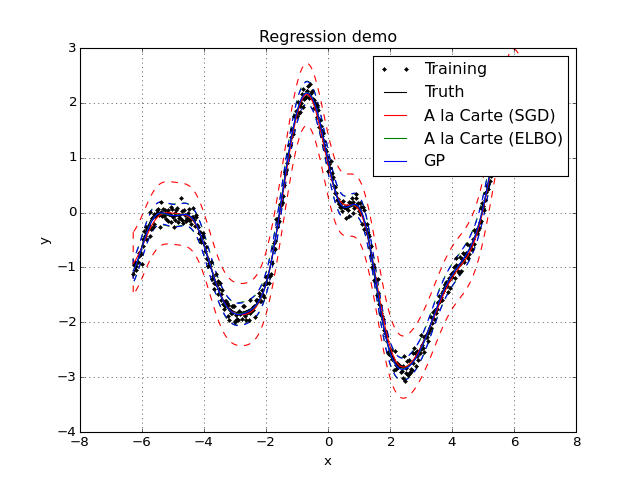 Regression demo
3
Training
Truth
A la Carte (SGD)
A la Carte (ELBO)
GP
2
1
0
−1
−2
−3
−4
y
−8 −6 −4 −2 0 2 4 6 8
x